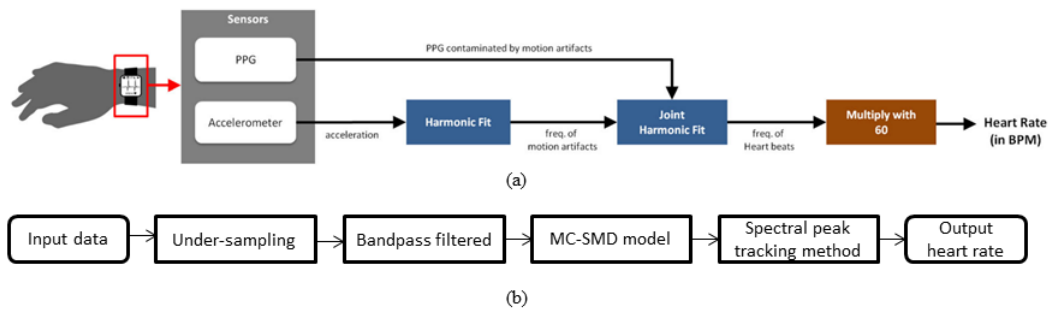 Sensors
PPG
PPG contaminated by motion artifacts
Accelerometer
acceleration
Harmonic Fit
freq. of
motion artifacts
Joint
Harmonic Fit
freq. of
Heart beats
Multiply with
60
Heart Rate
(in BPM)
(a)
Input data
Under-sampling
Bandpass filtered
MC-SMD model
Spectral peak
tracking method
Output
heart rate
(b)